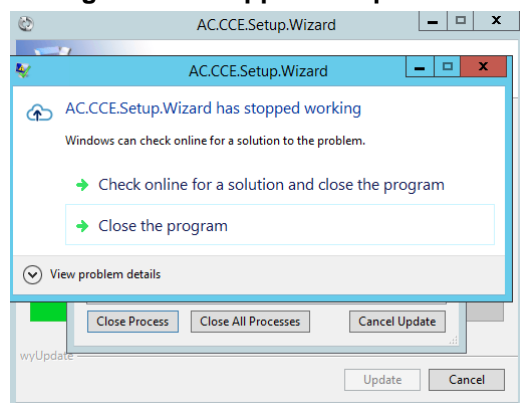 AC.CCE.Setup.Wizard
AC.CCE.Setup.Wizard
AC.CCE.Setup.Wizard has stopped working
Windows can check online for a solution to the problem.
Check online for a solution and close the program
Close the program
View problem details
Close Process Close All Processes Cancel Update
wyUpdate
Update Cancel